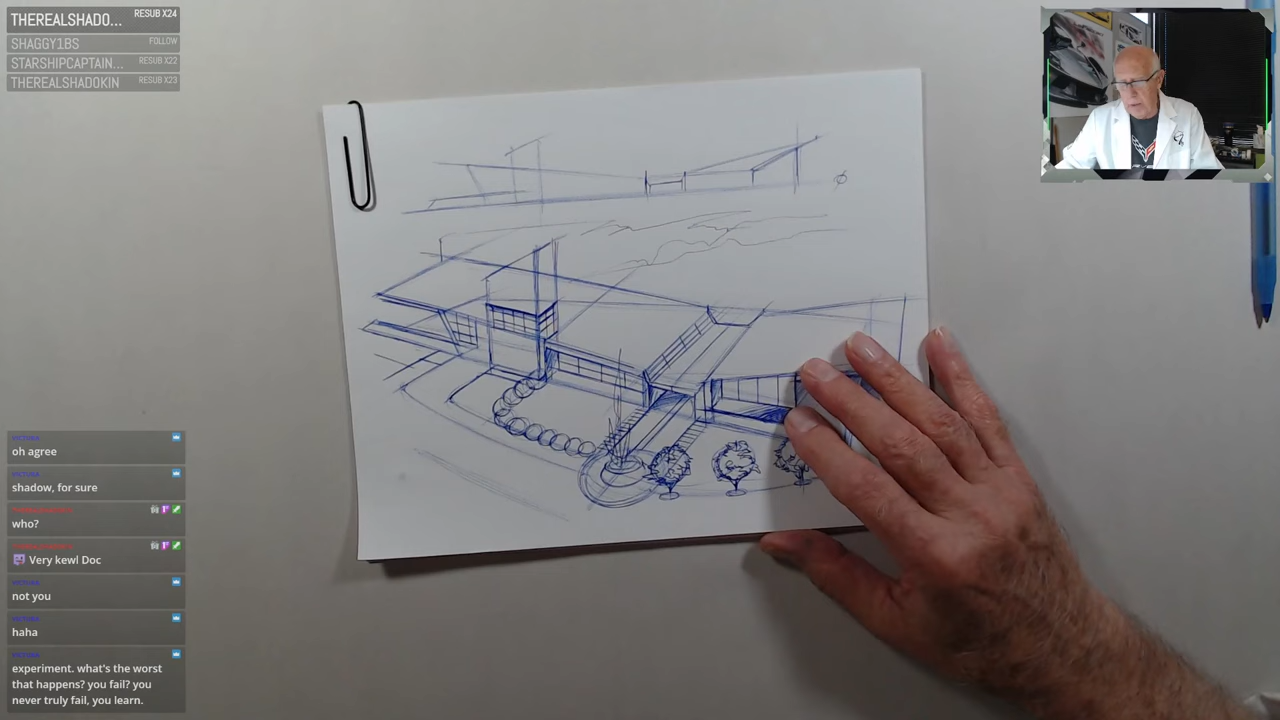 THEREALSHADO... RESUB X24
SHAGGY1BS FOLLOW
STARSHIPCAPTAIN... RESUB X22
THEREALSHADOKIN RESUB X23
oh agree
shadow, for sure
who?
Very kewl Doc
not you
haha
experiment. what's the worst
that happens? you fail? you
never truly fail, you learn.